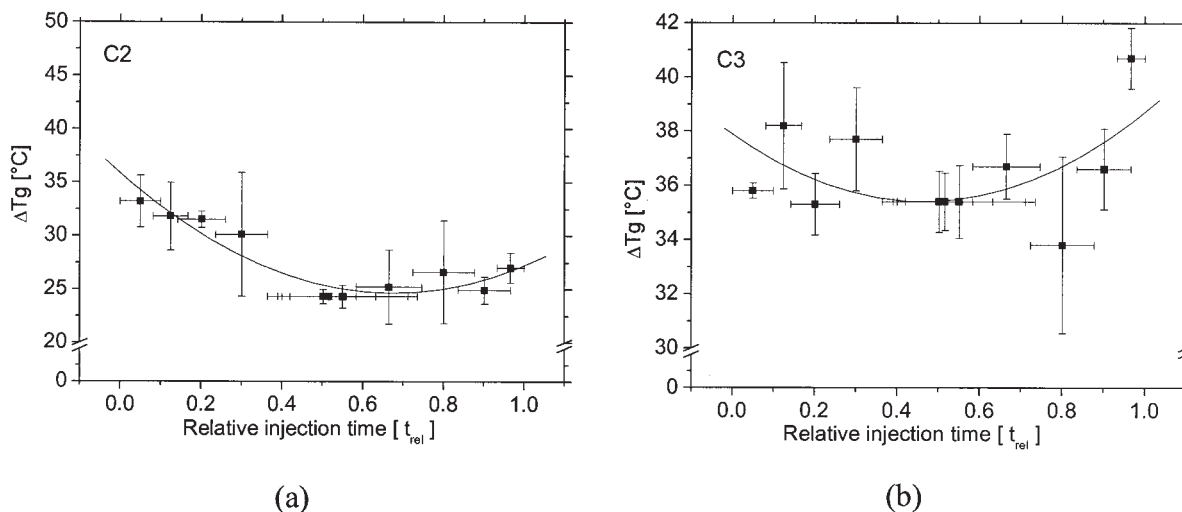 C2
50
45
40
35
30
25
20
0
ΔTg [°C]
0.0 0.2 0.4 0.6 0.8 1.0
Relative injection time [ t_rel ]
(a)
C3
42
40
38
36
34
32
30
0
ΔTg [°C]
0.0 0.2 0.4 0.6 0.8 1.0
Relative injection time [ t_rel ]
(b)